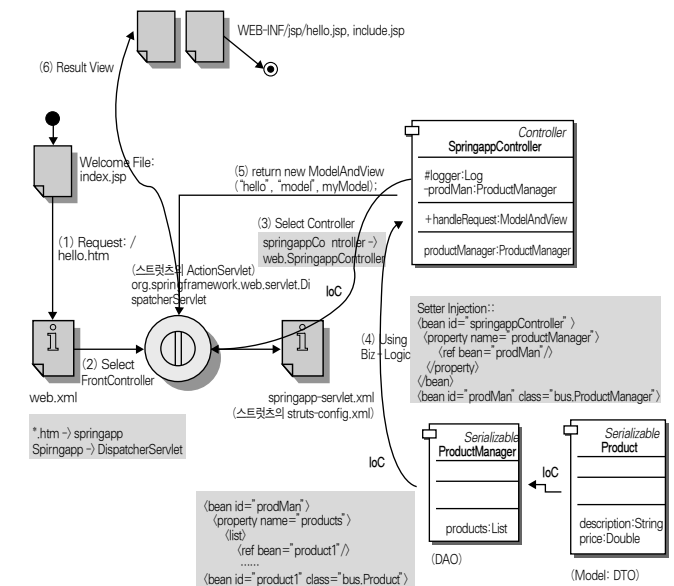 WEB-INF/jsp/hello.jsp, include.jsp
(6) Result View
Welcome File:
index.jsp
(1) Request: /
hello.htm
(5) return new ModelAndView
("hello", "model", myModel);
(3) Select Controller
springappCo ntroller ->
web.SpringappController
Controller
SpringappController
#logger:Log
-prodMan:ProductManager
+handleRequest:ModelAndView
productManager:ProductManager
(스트럿츠의 ActionServlet)
org.springframework.web.servlet.Di
spatcherServlet
IoC
(2) Select
FrontController
web.xml
*.htm -> springapp
Spirngapp -> DispatcherServlet
springapp-servlet.xml
(스트럿츠의 struts-config.xml)
(4) Using
Biz-Logic
Setter Injection::
<bean id="springappController" >
<property name="productManager">
<ref bean="prodMan"/>
</property>
</bean>
<bean id="prodMan" class="bus.ProductManager">
IoC
Serializable
ProductManager
products:List
(DAO)
IoC
Serializable
Product
description:String
price:Double
(Model: DTO)
<bean id="prodMan">
<property name="products">
<list>
<ref bean="product1"/>
......
<bean id="product1" class="bus.Product">